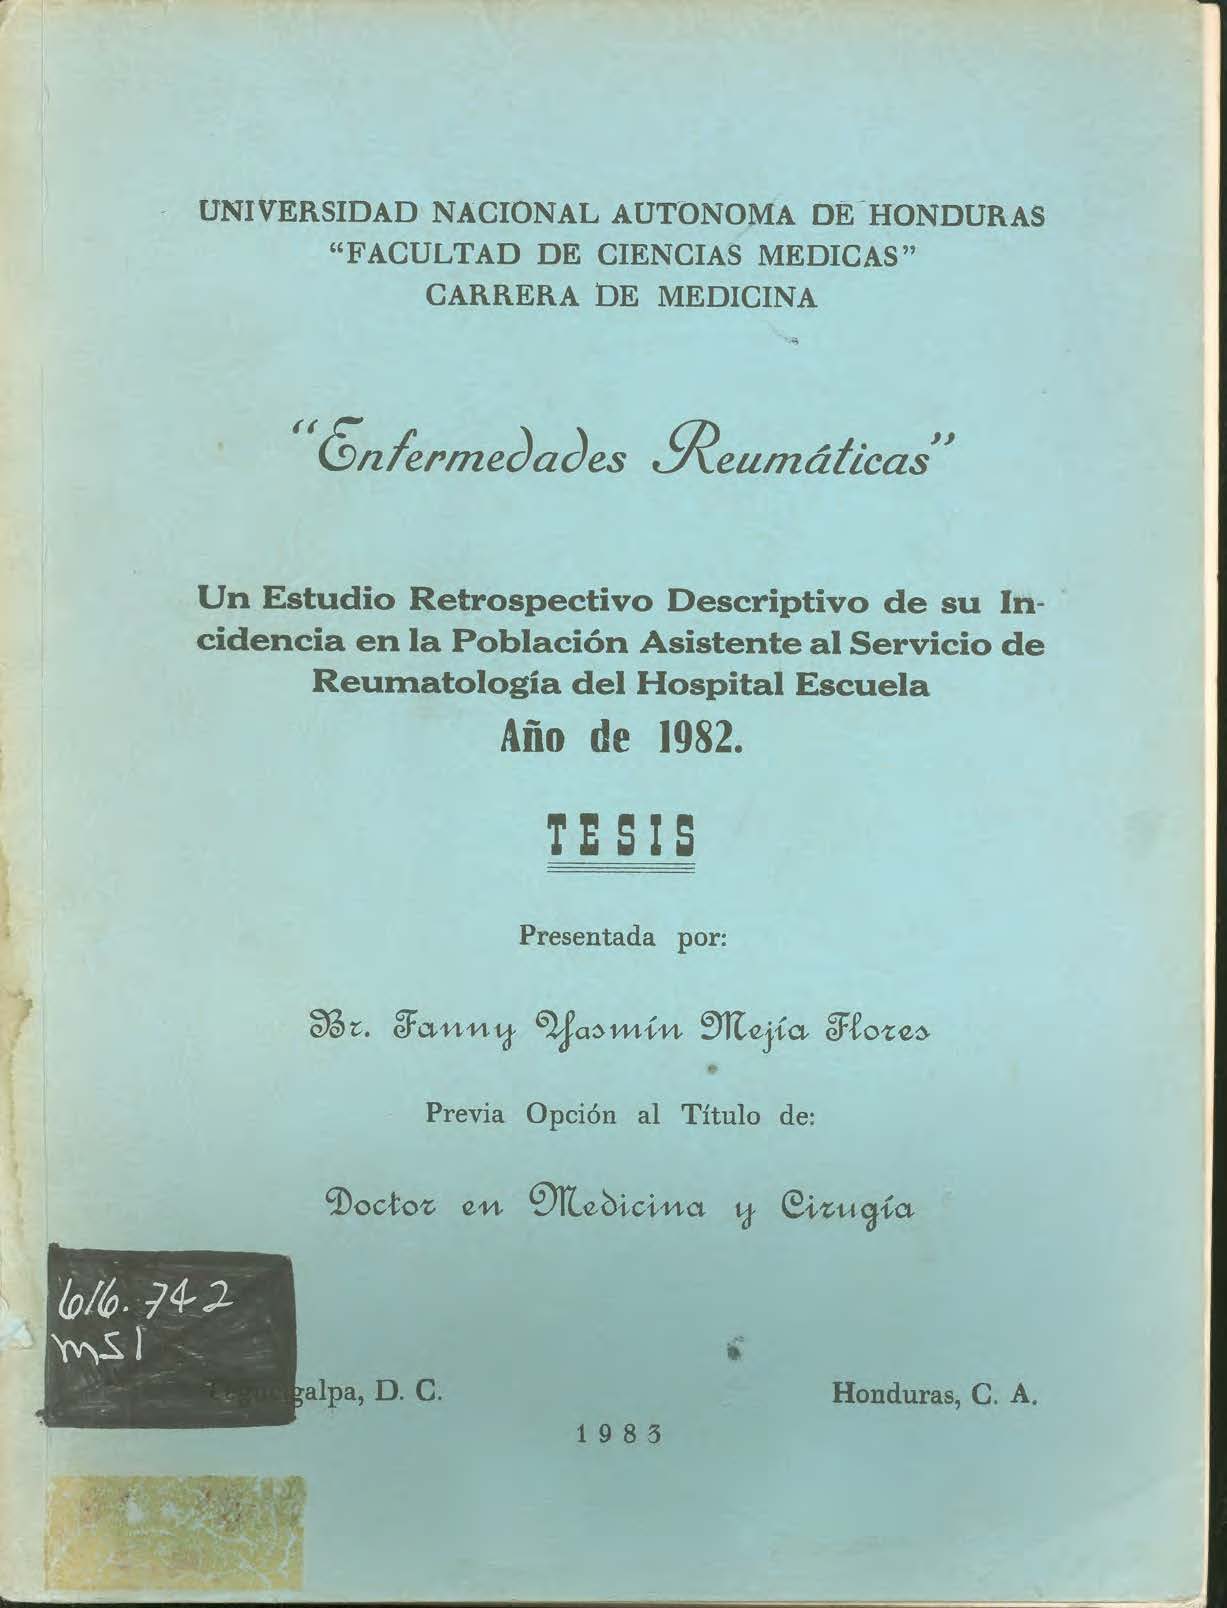 UNIVERSIDAD NACIONAL AUTONOMA DE HONDURAS
“FACULTAD DE CIENCIAS MEDICAS”
CARRERA DE MEDICINA
“Enfermedades Reumáticas”
Un Estudio Retrospectivo Descriptivo de su In-
cidencia en la Población Asistente al Servicio de
Reumatología del Hospital Escuela
Año de 1982.
TESIS
Presentada por:
Br. Fanny Yasmín Mejía Flores
Previa Opción al Título de:
Doctor en Medicina y Cirugía
616.742
M51
galpa, D. C. Honduras, C. A.
1983